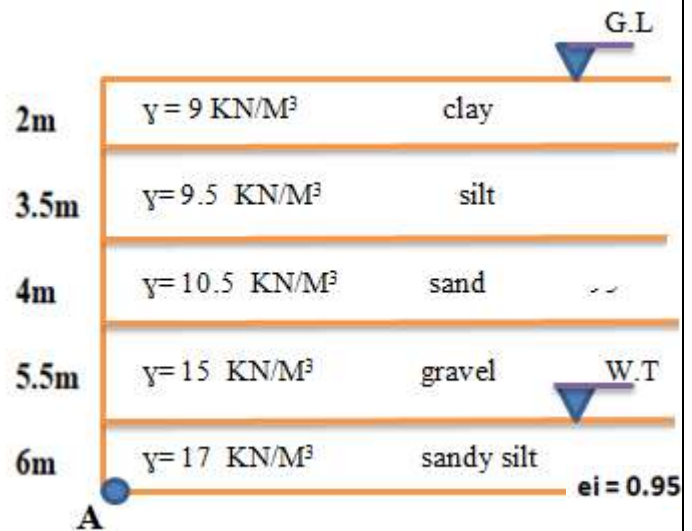 G.L
2m γ = 9 KN/M³ clay
3.5m γ= 9.5 KN/M³ silt
4m γ= 10.5 KN/M³ sand
5.5m γ= 15 KN/M³ gravel W.T
6m γ= 17 KN/M³ sandy silt
ei = 0.95
A